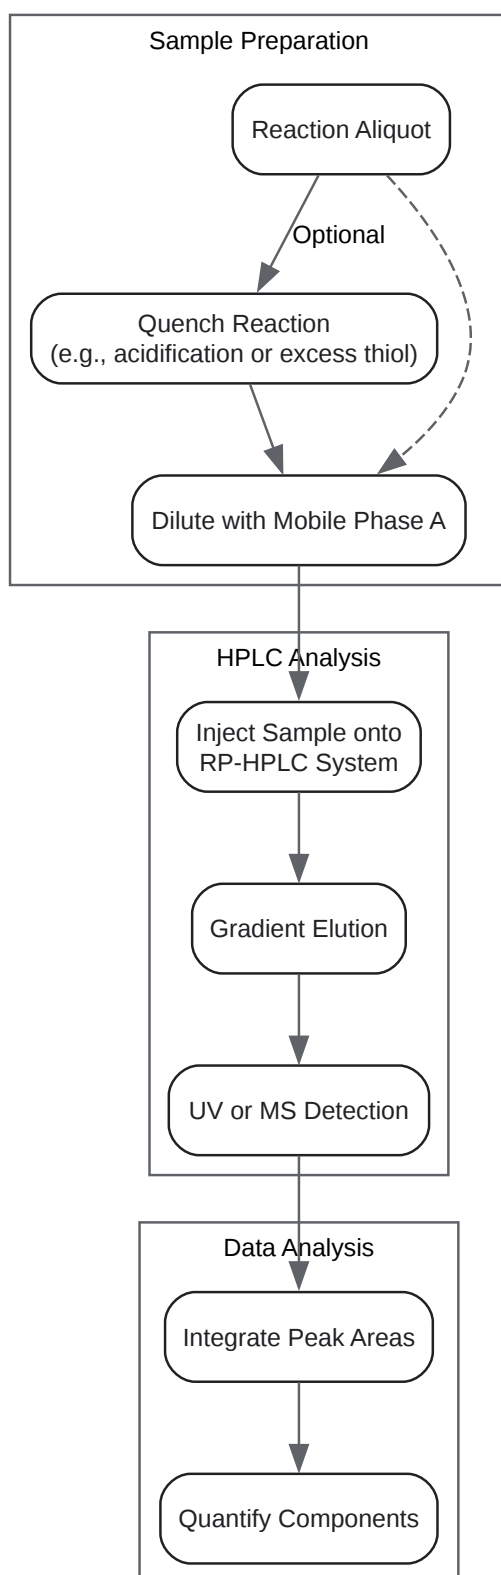 Sample Preparation
Reaction Aliquot
Optional
Quench Reaction
(e.g., acidification or excess thiol)
Dilute with Mobile Phase A
HPLC Analysis
Inject Sample onto
RP-HPLC System
Gradient Elution
UV or MS Detection
Data Analysis
Integrate Peak Areas
Quantify Components